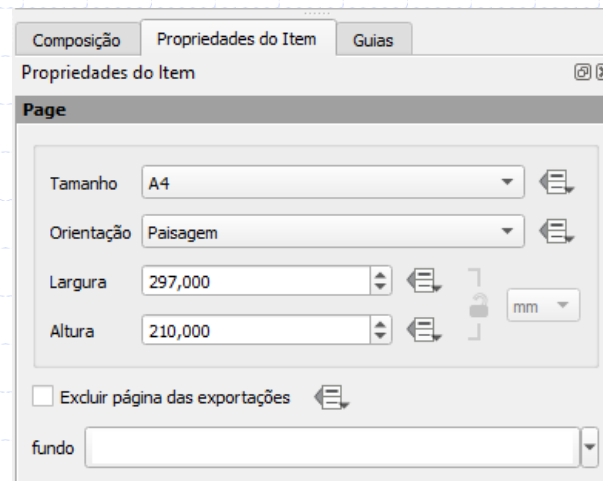 Composição Propriedades do Item Guias
Propriedades do Item
Page
Tamanho A4
Orientação Paisagem
Largura 297,000
mm
Altura 210,000
Excluir página das exportações
fundo